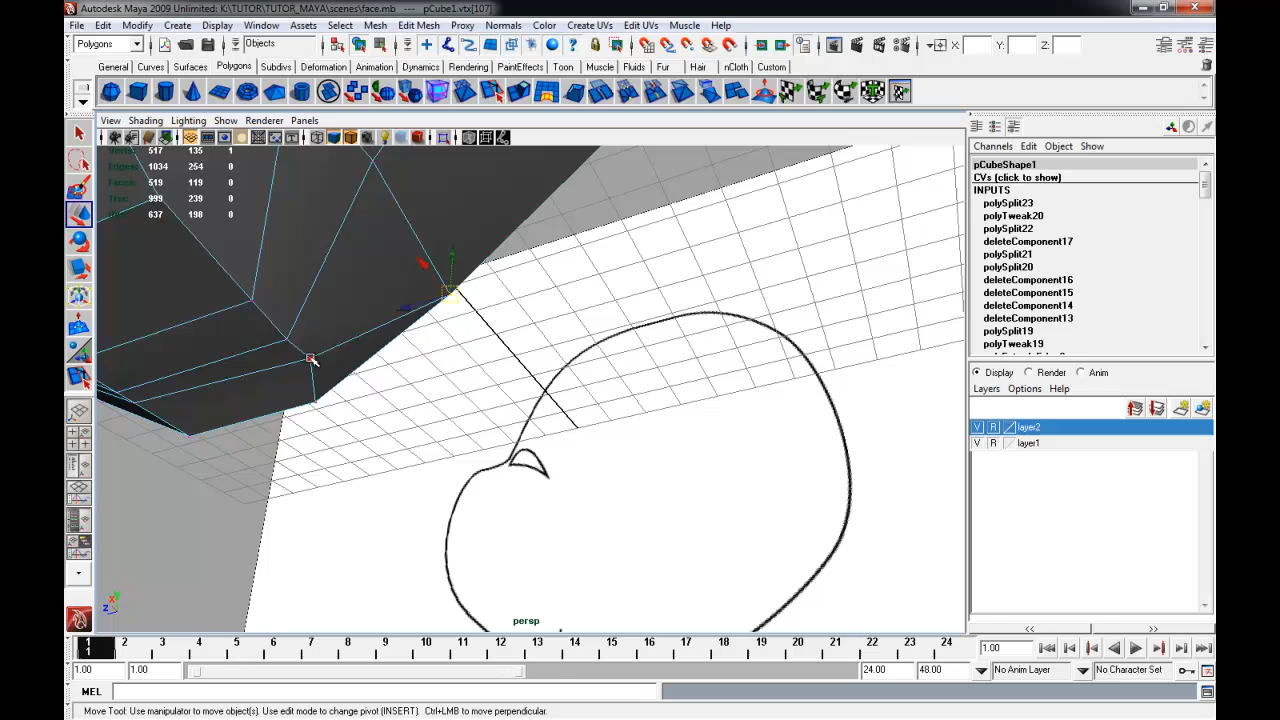 Autodesk Maya 2009 Unlimited: K:\TUTOR\TUTOR_MAYA\scenes\face.mb --- pCube1.vtx[107]
File Edit Modify Create Display Window Assets Select Mesh Edit Mesh Proxy Normals Color Create UVs Edit UVs Muscle Help
Polygons Objects X: Y: Z:
General Curves Surfaces Polygons Subdivs Deformation Animation Dynamics Rendering PaintEffects Toon Muscle Fluids Fur Hair nCloth Custom
View Shading Lighting Show Renderer Panels
517 135 1
Edges: 1034 254 0
519 119 0
999 239 0
637 198 0
persp
Channels Edit Object Show
pCubeShape1
CVs (click to show)
INPUTS
polySplit23
polyTweak20
polySplit22
deleteComponent17
polySplit21
polySplit20
deleteComponent16
deleteComponent15
deleteComponent14
deleteComponent13
polySplit19
polyTweak19
Display Render Anim
Layers Options Help
V R layer2
V R layer1
1 2 3 4 5 6 7 8 9 10 11 12 13 14 15 16 17 18 19 20 21 22 23 24 1.00
1
1.00 1.00 1 24 24.00 48.00 No Anim Layer No Character Set
MEL
Move Tool: Use manipulator to move object(s). Use edit mode to change pivot (INSERT). Ctrl+LMB to move perpendicular.